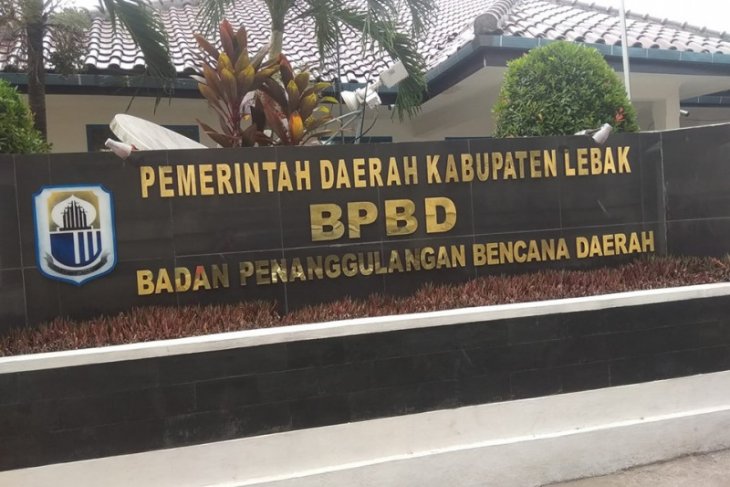 PEMERINTAH DAERAH KABUPATEN LEBAK
BPBD
BADAN PENANGGULANGAN BENCANA DAERAH